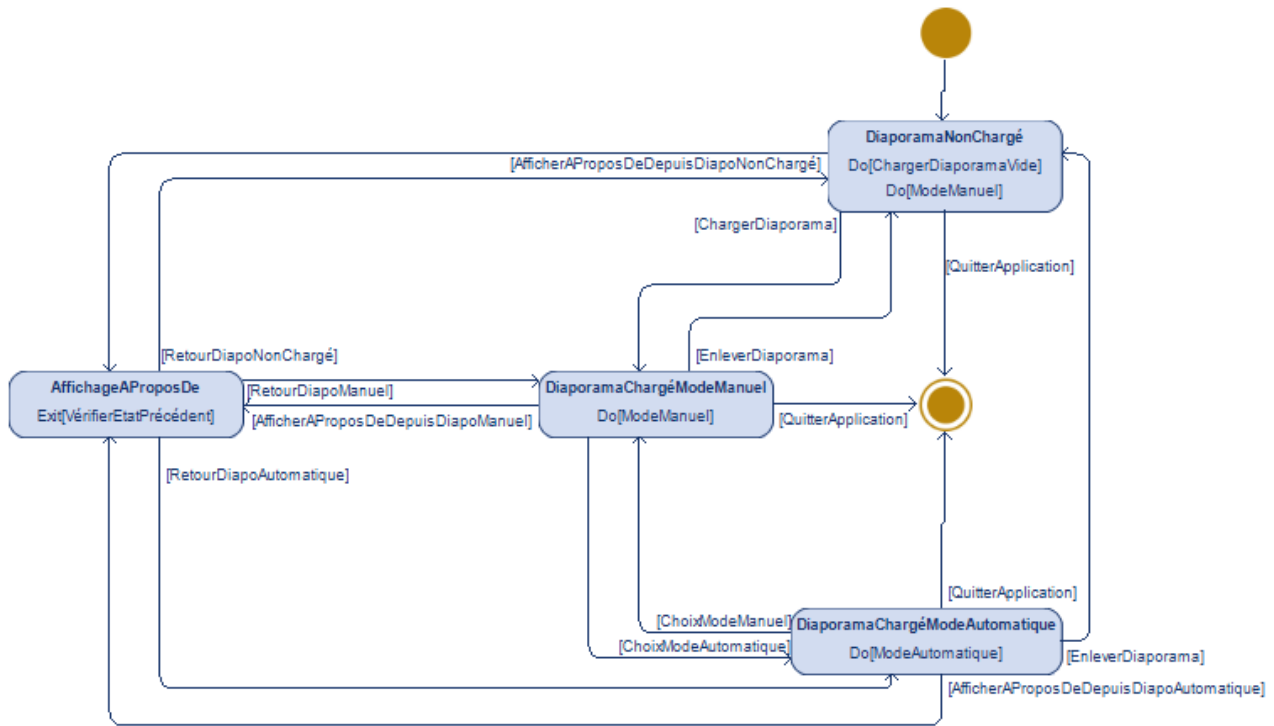 DiaporamaNonChargé
Do[ChargerDiaporamaVide]
Do[ModeManuel]
[AfficherAProposDeDepuisDiapoNonChargé]
[ChargerDiaporama]
[QuitterApplication]
[RetourDiapoNonChargé]
[EnleverDiaporama]
AffichageAProposDe
Exit[VérifierEtatPrécédent]
[RetourDiapoManuel]
[AfficherAProposDeDepuisDiapoManuel]
DiaporamaChargéModeManuel
Do[ModeManuel]
[QuitterApplication]
[RetourDiapoAutomatique]
[QuitterApplication]
[ChoixModeManuel]
[ChoixModeAutomatique]
DiaporamaChargéModeAutomatique
Do[ModeAutomatique]
[EnleverDiaporama]
[AfficherAProposDeDepuisDiapoAutomatique]